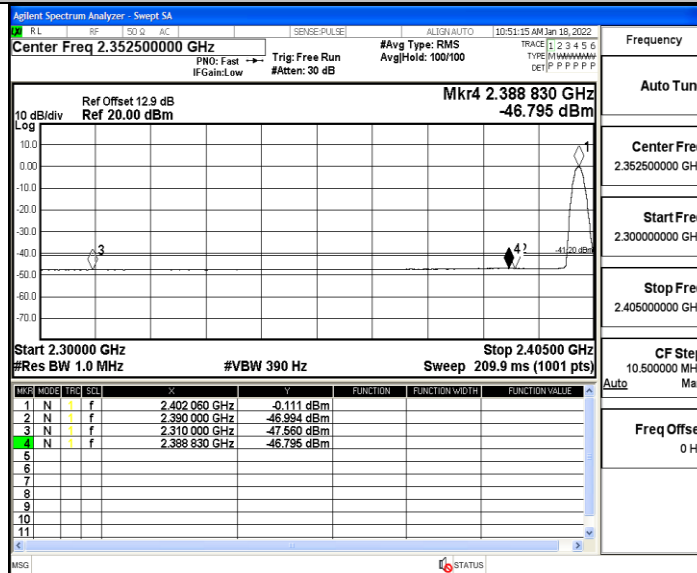 Agilent Spectrum Analyzer - Swept SA
RL RF 50 Ω AC SENSE:PULSE ALIGN AUTO 10:51:15 AM Jan 18, 2022
Center Freq 2.352500000 GHz
PNO: Fast
IFGain:Low
Trig: Free Run
#Atten: 30 dB
#Avg Type: RMS
Avg|Hold: 100/100
TRACE 1 2 3 4 5 6
TYPE MWWWWW
DET P P P P P P
Frequency
Auto Tun
Center Fre
2.352500000 GH
Start Fre
2.300000000 GH
Stop Fre
2.405000000 GH
CF Step
10.500000 MH
Auto Ma
Freq Offse
0 H
Mkr4 2.388 830 GHz
-46.795 dBm
Ref Offset 12.9 dB
10 dB/div Ref 20.00 dBm
Log
1
10.0
0.00
-10.0
-20.0
-30.0
-40.0
3
4 2
-41.20 dBm
-50.0
-60.0
-70.0
Start 2.30000 GHz Stop 2.40500 GHz
#Res BW 1.0 MHz #VBW 390 Hz Sweep 209.9 ms (1001 pts)
MKR MODE TRC SCL X Y FUNCTION FUNCTION WIDTH FUNCTION VALUE
1 N 1 f 2.402 060 GHz -0.111 dBm
2 N 1 f 2.390 000 GHz -46.994 dBm
3 N 1 f 2.310 000 GHz -47.560 dBm
4 N 1 f 2.388 830 GHz -46.795 dBm
5
6
7
8
9
10
11
MSG STATUS